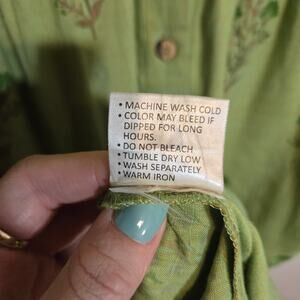 • MACHINE WASH COLD
• COLOR MAY BLEED IF
DIPPED FOR LONG
HOURS.
• DO NOT BLEACH
• TUMBLE DRY LOW
• WASH SEPARATELY
• WARM IRON